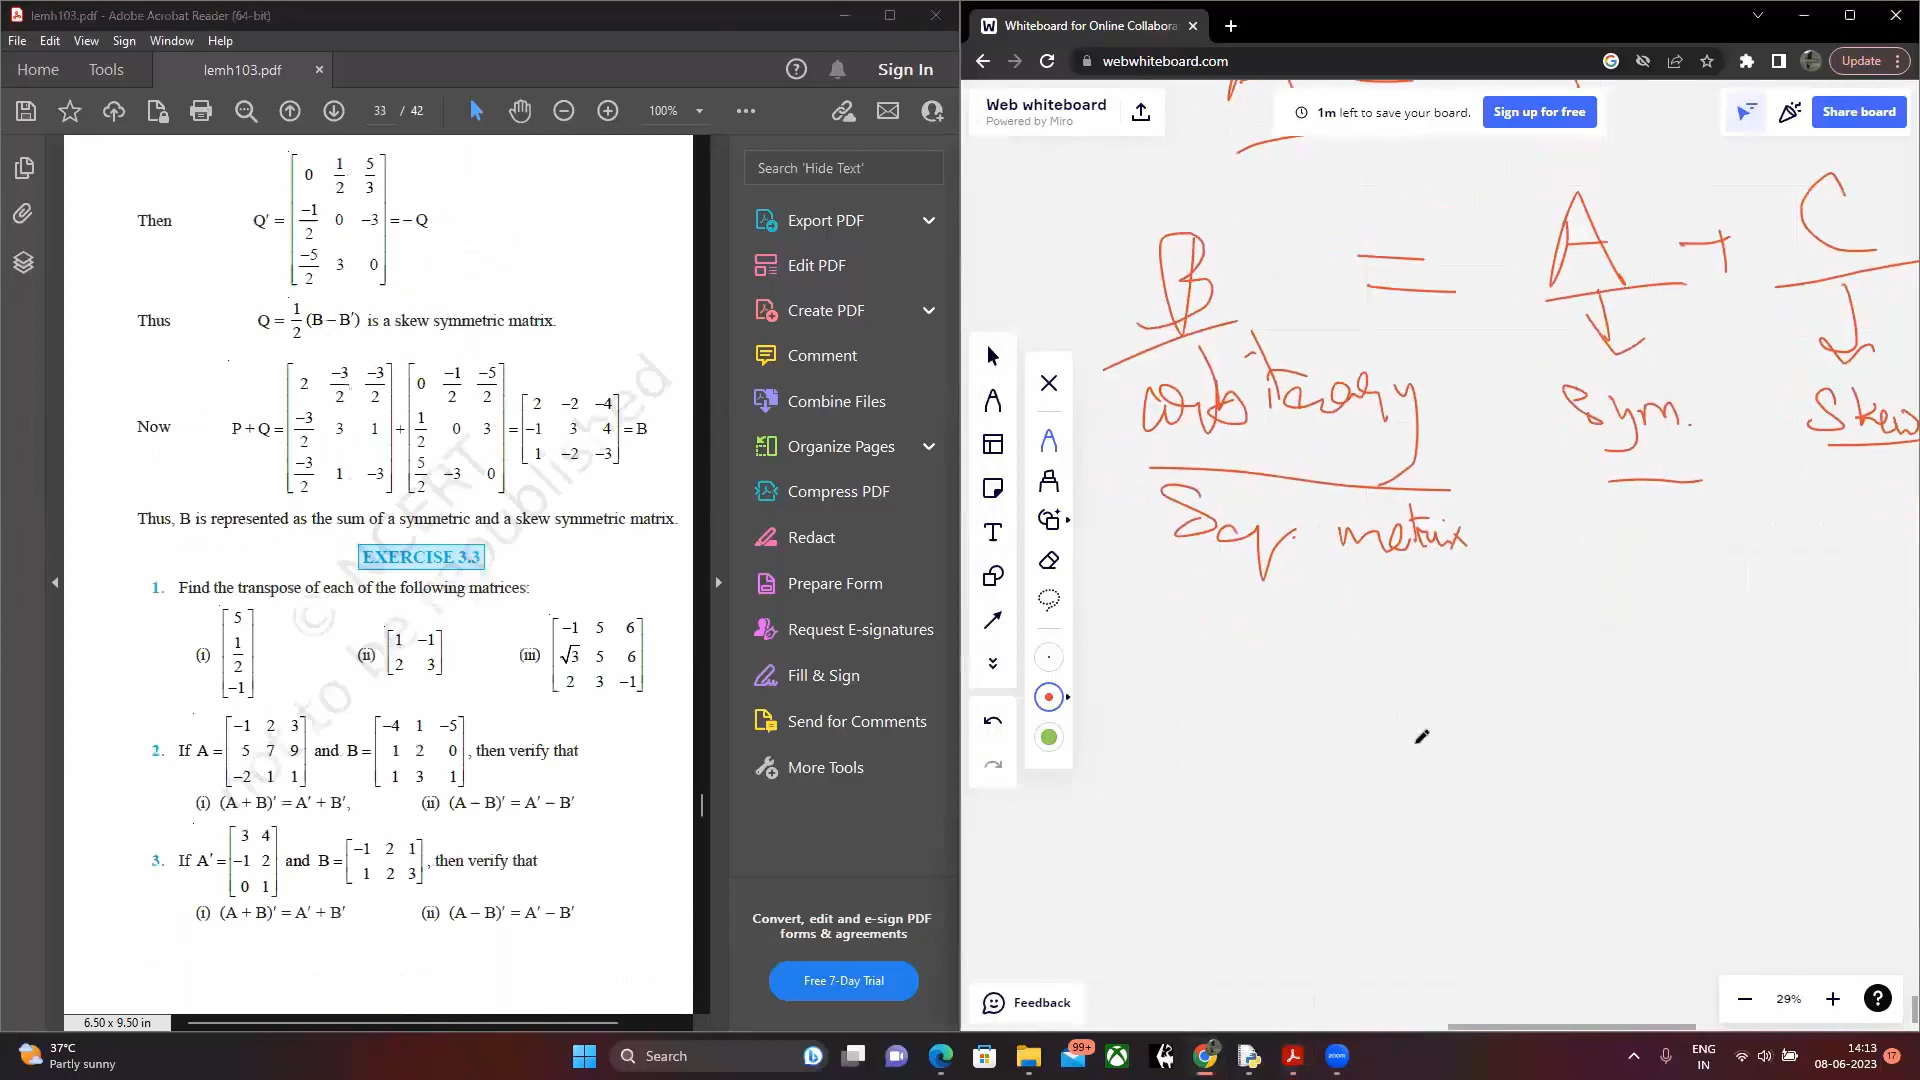 lemh103.pdf - Adobe Acrobat Reader (64-bit)
File Edit View Sign Window Help
Home Tools lemh103.pdf × Sign In
33 / 42 100%
Then Q′ = [0 1/2 5/3; −1/2 0 −3; −5/2 3 0] = − Q
Thus Q = 1/2 (B – B′) is a skew symmetric matrix.
Now P + Q = [2 −3/2 −3/2; −3/2 3 1; −3/2 1 −3] + [0 −1/2 −5/2; 1/2 0 3; 5/2 −3 0] = [2 −2 −4; −1 3 4; 1 −2 −3] = B
Thus, B is represented as the sum of a symmetric and a skew symmetric matrix.
EXERCISE 3.3
1. Find the transpose of each of the following matrices:
(i) [5; 1/2; −1] (ii) [1 −1; 2 3] (iii) [−1 5 6; √3 5 6; 2 3 −1]
2. If A = [−1 2 3; 5 7 9; −2 1 1] and B = [−4 1 −5; 1 2 0; 1 3 1], then verify that
(i) (A + B)′ = A′ + B′, (ii) (A – B)′ = A′ – B′
3. If A′ = [3 4; −1 2; 0 1] and B = [−1 2 1; 1 2 3], then verify that
(i) (A + B)′ = A′ + B′ (ii) (A – B)′ = A′ – B′
© NCERT
not to be republished
6.50 x 9.50 in
Search 'Hide Text'
Export PDF
Edit PDF
Create PDF
Comment
Combine Files
Organize Pages
Compress PDF
Redact
Prepare Form
Request E-signatures
Fill & Sign
Send for Comments
More Tools
Convert, edit and e-sign PDF
forms & agreements
Free 7-Day Trial
Whiteboard for Online Collabora
webwhiteboard.com Update
Web whiteboard
Powered by Miro
1m left to save your board. Sign up for free Share board
B = A + C
arbitrary Sym. Skew
Sq. matrix
Feedback
29%
37°C
Partly sunny
Search
99+
zoom
ENG
IN
14:13
08-06-2023
17